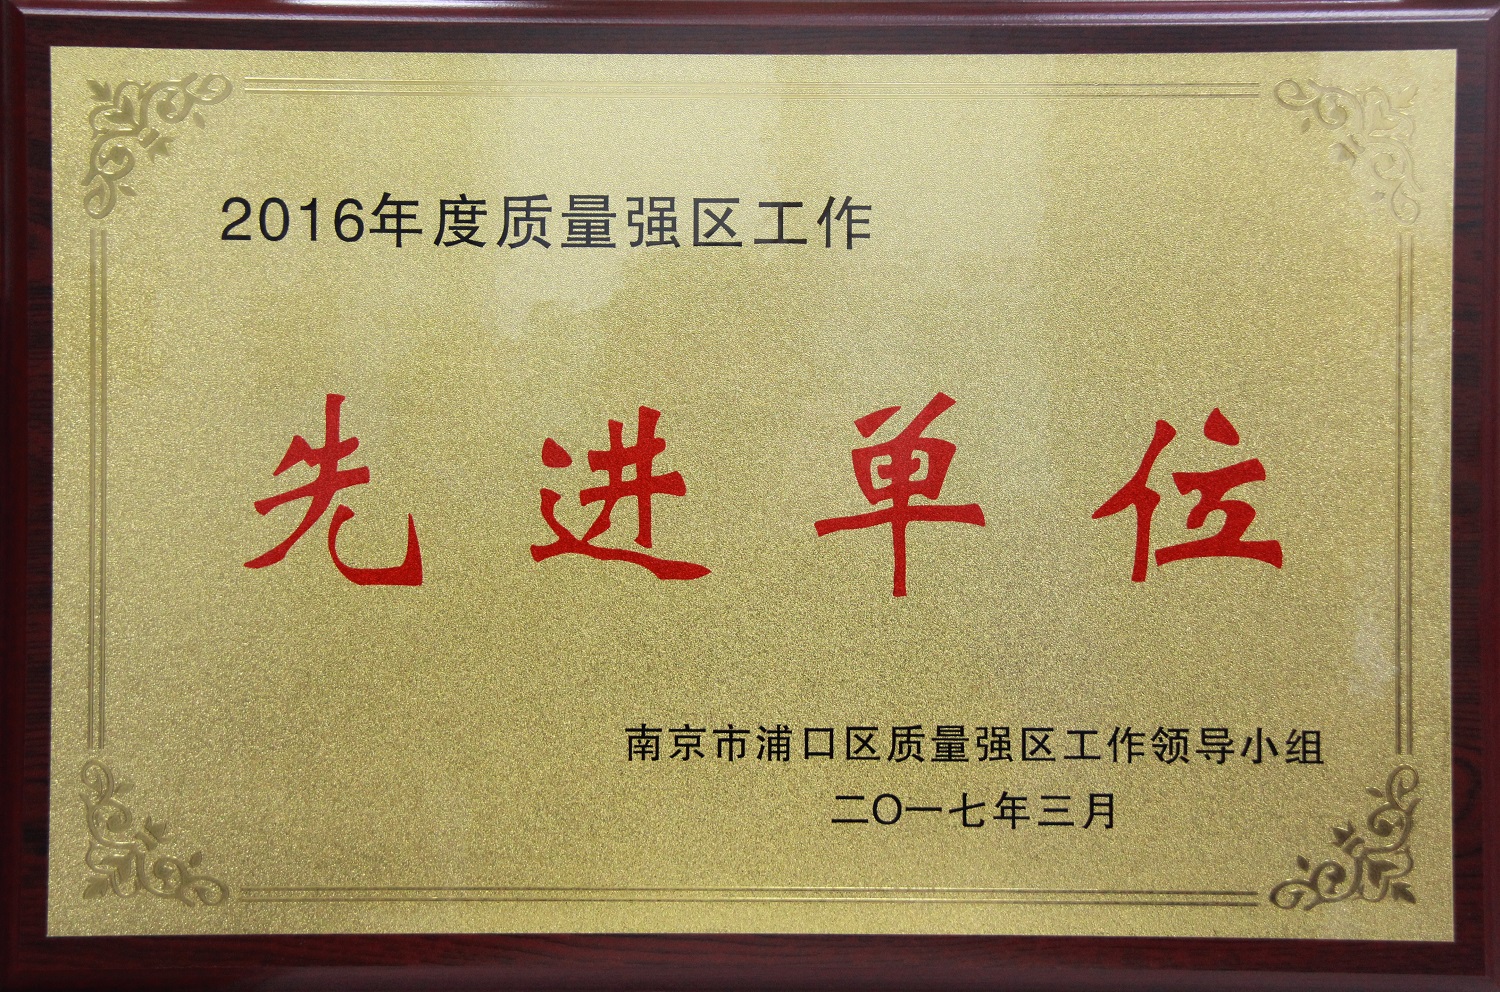 2016年度质量强区工作
先进单位
南京市浦口区质量强区工作领导小组
二〇一七年三月